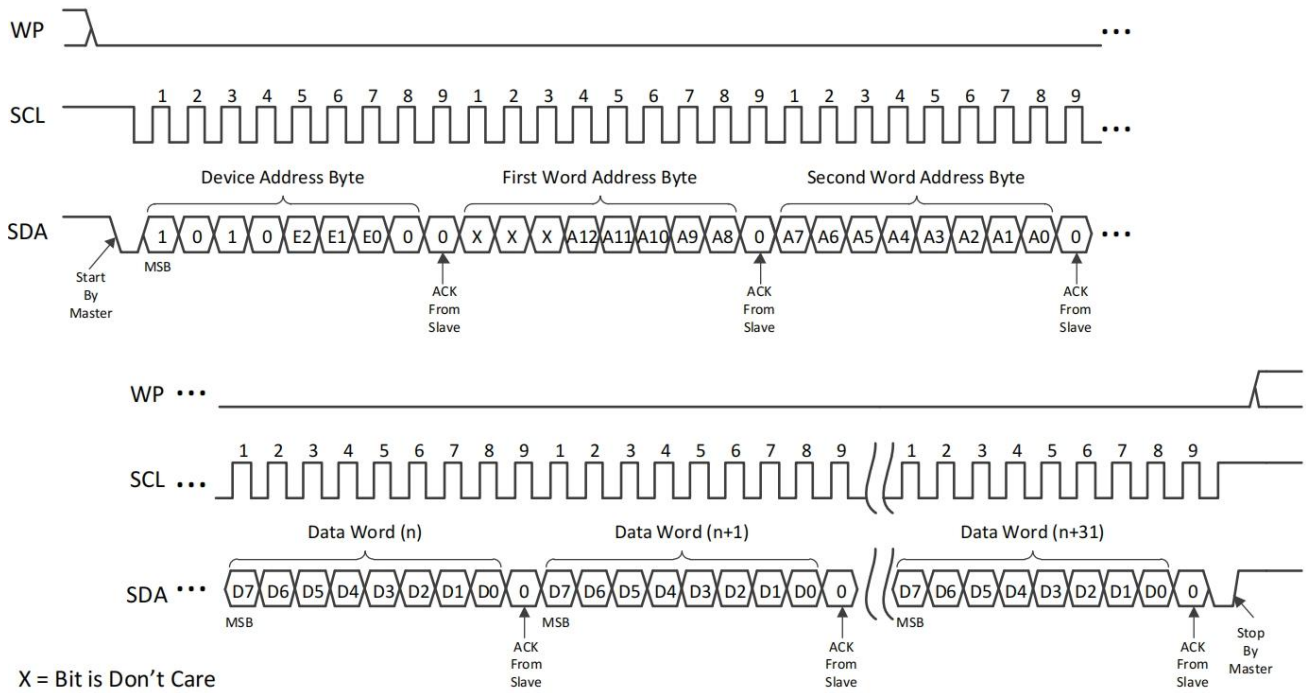 WP ...
SCL 1 2 3 4 5 6 7 8 9 1 2 3 4 5 6 7 8 9 1 2 3 4 5 6 7 8 9 ...
Device Address Byte First Word Address Byte Second Word Address Byte
SDA 1 0 1 0 E2 E1 E0 0 0 X X X A12 A11 A10 A9 A8 0 A7 A6 A5 A4 A3 A2 A1 A0 0 ...
MSB
Start
By
Master
ACK
From
Slave
ACK
From
Slave
ACK
From
Slave
WP ...
SCL ... 1 2 3 4 5 6 7 8 9 1 2 3 4 5 6 7 8 9 1 2 3 4 5 6 7 8 9
Data Word (n) Data Word (n+1) Data Word (n+31)
SDA ... D7 D6 D5 D4 D3 D2 D1 D0 0 D7 D6 D5 D4 D3 D2 D1 D0 0 D7 D6 D5 D4 D3 D2 D1 D0 0
MSB MSB MSB
ACK
From
Slave
ACK
From
Slave
ACK
From
Slave
Stop
By
Master
X = Bit is Don't Care